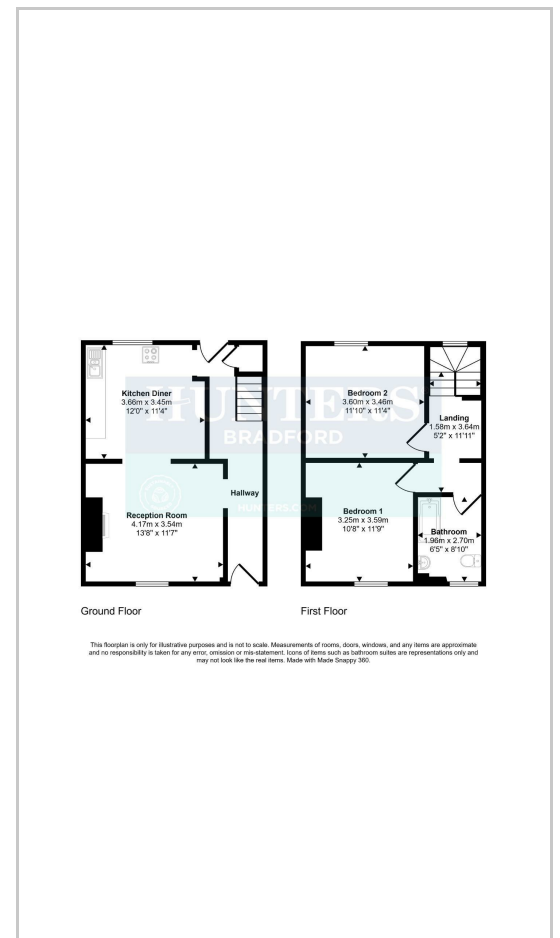 Kitchen Diner
3.66m x 3.45m
12'0" x 11'4"
Reception Room
4.17m x 3.54m
13'8" x 11'7"
Hallway
Ground Floor
Bedroom 2
3.60m x 3.46m
11'10" x 11'4"
Landing
1.58m x 3.64m
5'2" x 11'11"
Bedroom 1
3.25m x 3.59m
10'8" x 11'9"
Bathroom
1.96m x 2.70m
6'5" x 8'10"
First Floor
HUNTERS
BRADFORD
HUNTERS.COM
This floorplan is only for illustrative purposes and is not to scale. Measurements of rooms, doors, windows, and any items are approximate
and no responsibility is taken for any error, omission or mis-statement. Icons of items such as bathroom suites are representations only and
may not look like the real items. Made with Made Snappy 360.